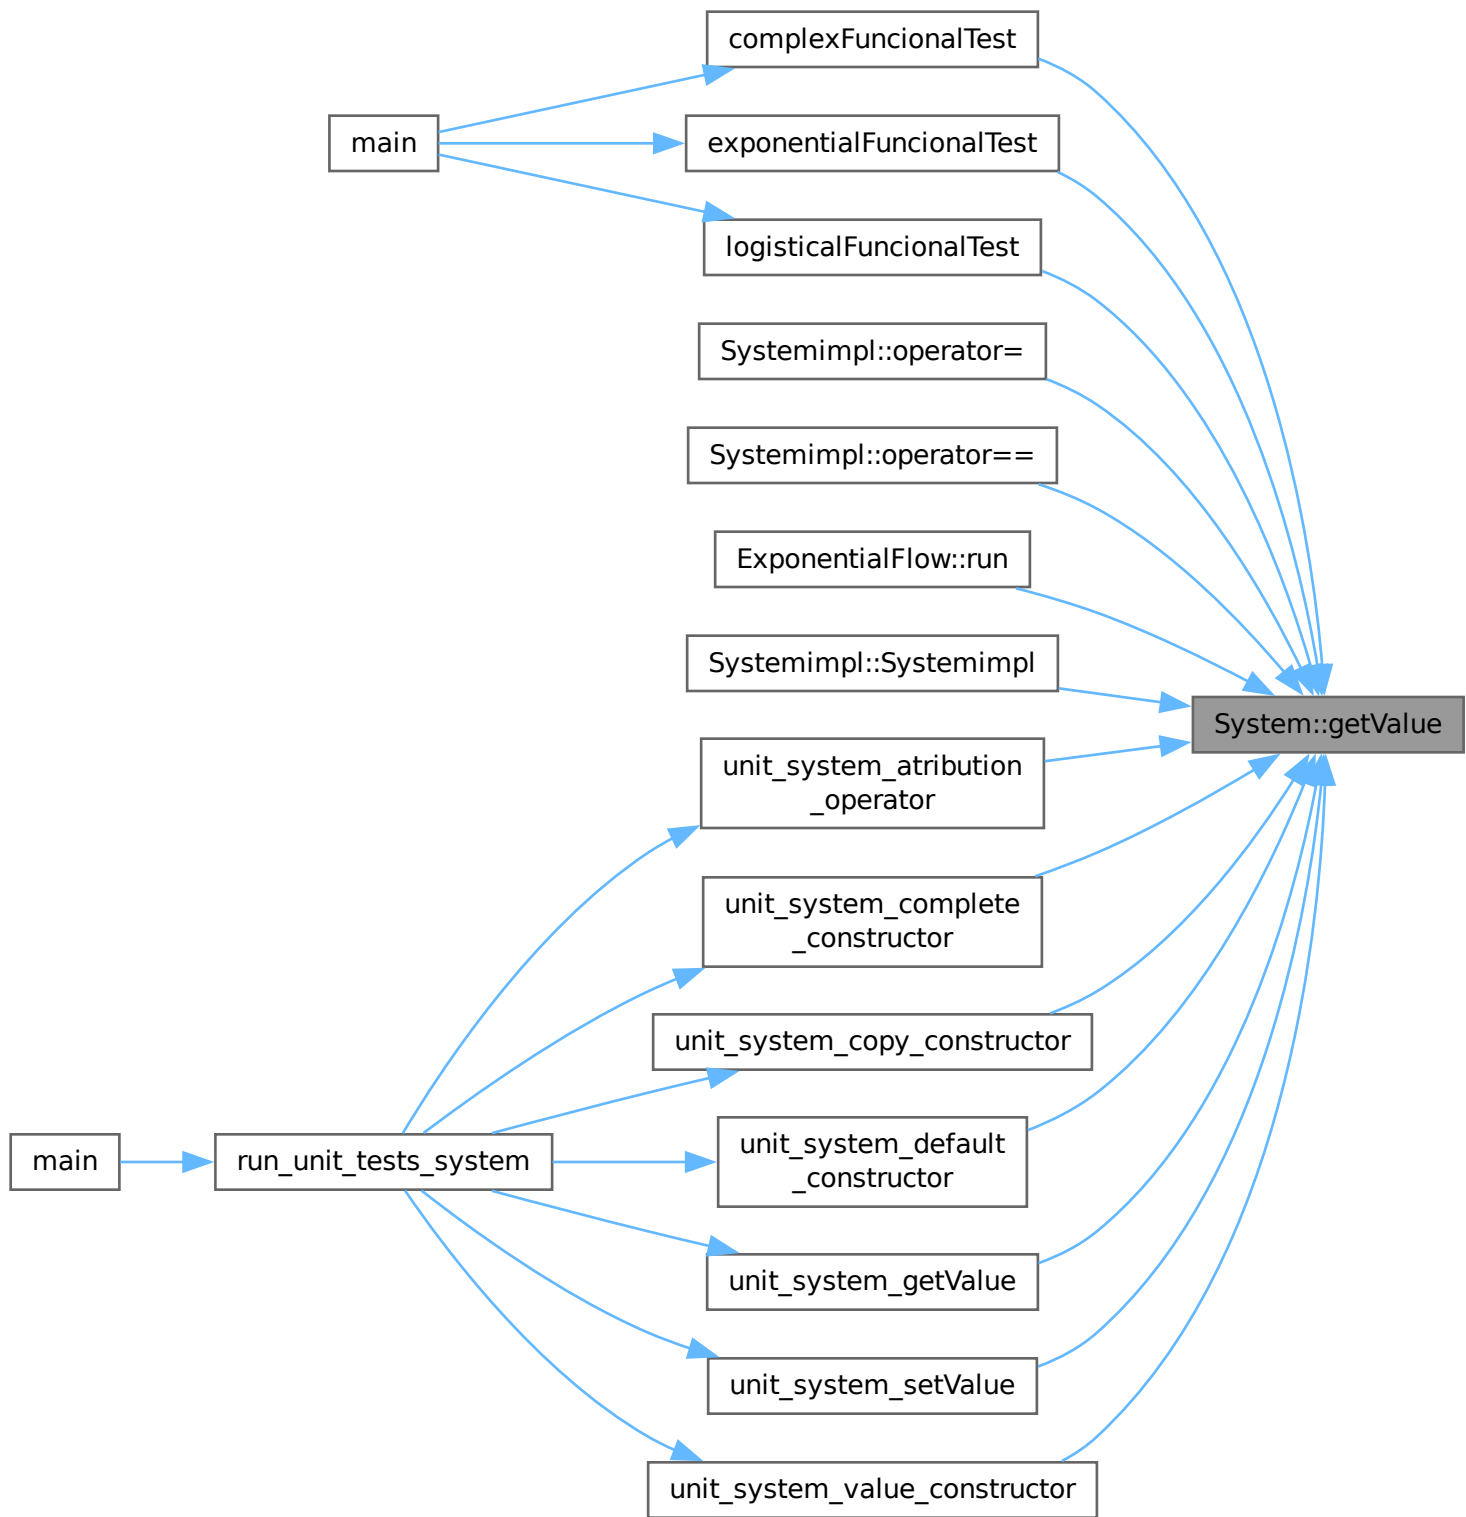 complexFuncionalTest
main
exponentialFuncionalTest
logisticalFuncionalTest
Systemimpl::operator=
Systemimpl::operator==
ExponentialFlow::run
Systemimpl::Systemimpl
System::getValue
unit_system_atribution
_operator
unit_system_complete
_constructor
unit_system_copy_constructor
unit_system_default
_constructor
main
run_unit_tests_system
unit_system_getValue
unit_system_setValue
unit_system_value_constructor